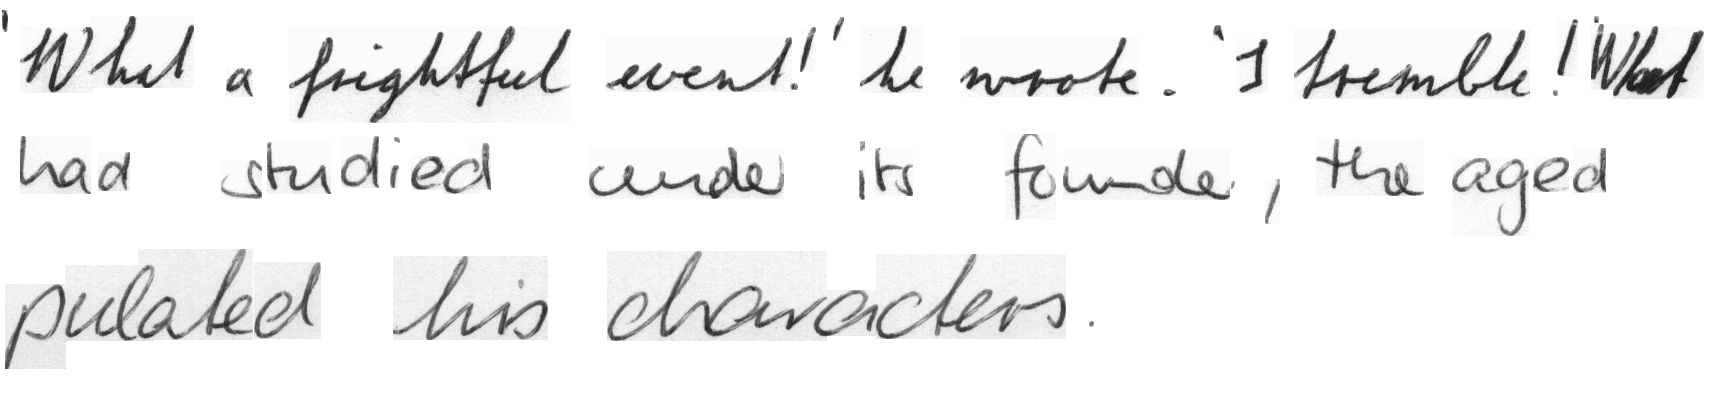 'What a frightful event!' he wrote. 'I tremble! What
had studied under its founder, the aged
pulated his characters.